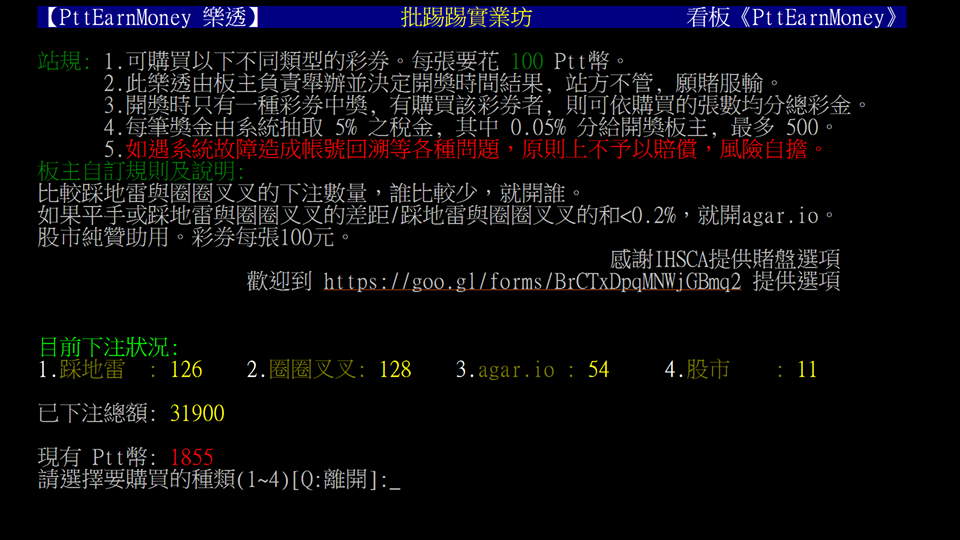 【PttEarnMoney 樂透】 批踢踢實業坊 看板《PttEarnMoney》
站規: 1.可購買以下不同類型的彩券。每張要花 100 Ptt幣。
2.此樂透由板主負責舉辦並決定開獎時間結果, 站方不管, 願賭服輸。
3.開獎時只有一種彩券中獎, 有購買該彩券者, 則可依購買的張數均分總彩金。
4.每筆獎金由系統抽取 5% 之稅金, 其中 0.05% 分給開獎板主, 最多 500。
5.如遇系統故障造成帳號回溯等各種問題，原則上不予以賠償，風險自擔。
板主自訂規則及說明:
比較踩地雷與圈圈叉叉的下注數量，誰比較少，就開誰。
如果平手或踩地雷與圈圈叉叉的差距/踩地雷與圈圈叉叉的和<0.2%，就開agar.io。
股市純贊助用。彩券每張100元。
感謝IHSCA提供賭盤選項
歡迎到 https://goo.gl/forms/BrCTxDpqMNWjGBmq2 提供選項
目前下注狀況:
1.踩地雷 : 126 2.圈圈叉叉: 128 3.agar.io : 54 4.股市 : 11
已下注總額: 31900
現有 Ptt幣: 1855
請選擇要購買的種類(1~4)[Q:離開]:_